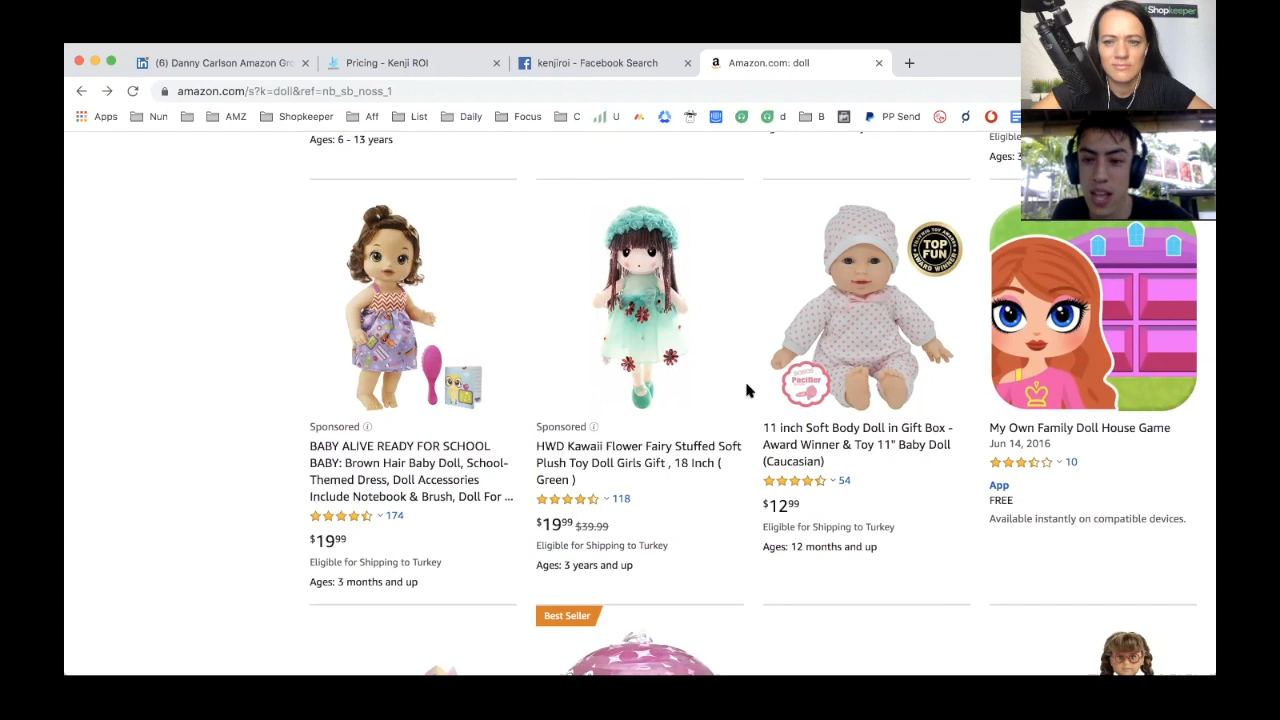 Shopkeeper
(6) Danny Carlson Amazon Gro
Pricing - Kenji ROI
kenjiroi - Facebook Search
Amazon.com: doll
amazon.com/s?k=doll&ref=nb_sb_noss_1
Apps
Nun
AMZ
Aff
Shopkeeper
List
Daily
Focus
C
U
d
B
PP Send
Ages: 6 - 13 years
Eligible
Ages: 3
TOP
FUN
AWARD WINNER
Pacifier
Sponsored
BABY ALIVE READY FOR SCHOOL
BABY: Brown Hair Baby Doll, School-
Themed Dress, Doll Accessories
Include Notebook & Brush, Doll For ...
174
$1999
Eligible for Shipping to Turkey
Ages: 3 months and up
Sponsored
HWD Kawaii Flower Fairy Stuffed Soft
Plush Toy Doll Girls Gift , 18 Inch (
Green )
118
$1999 $39.99
Eligible for Shipping to Turkey
Ages: 3 years and up
11 inch Soft Body Doll in Gift Box -
Award Winner & Toy 11" Baby Doll
(Caucasian)
54
$1299
Eligible for Shipping to Turkey
Ages: 12 months and up
My Own Family Doll House Game
Jun 14, 2016
10
App
FREE
Available instantly on compatible devices.
Best Seller